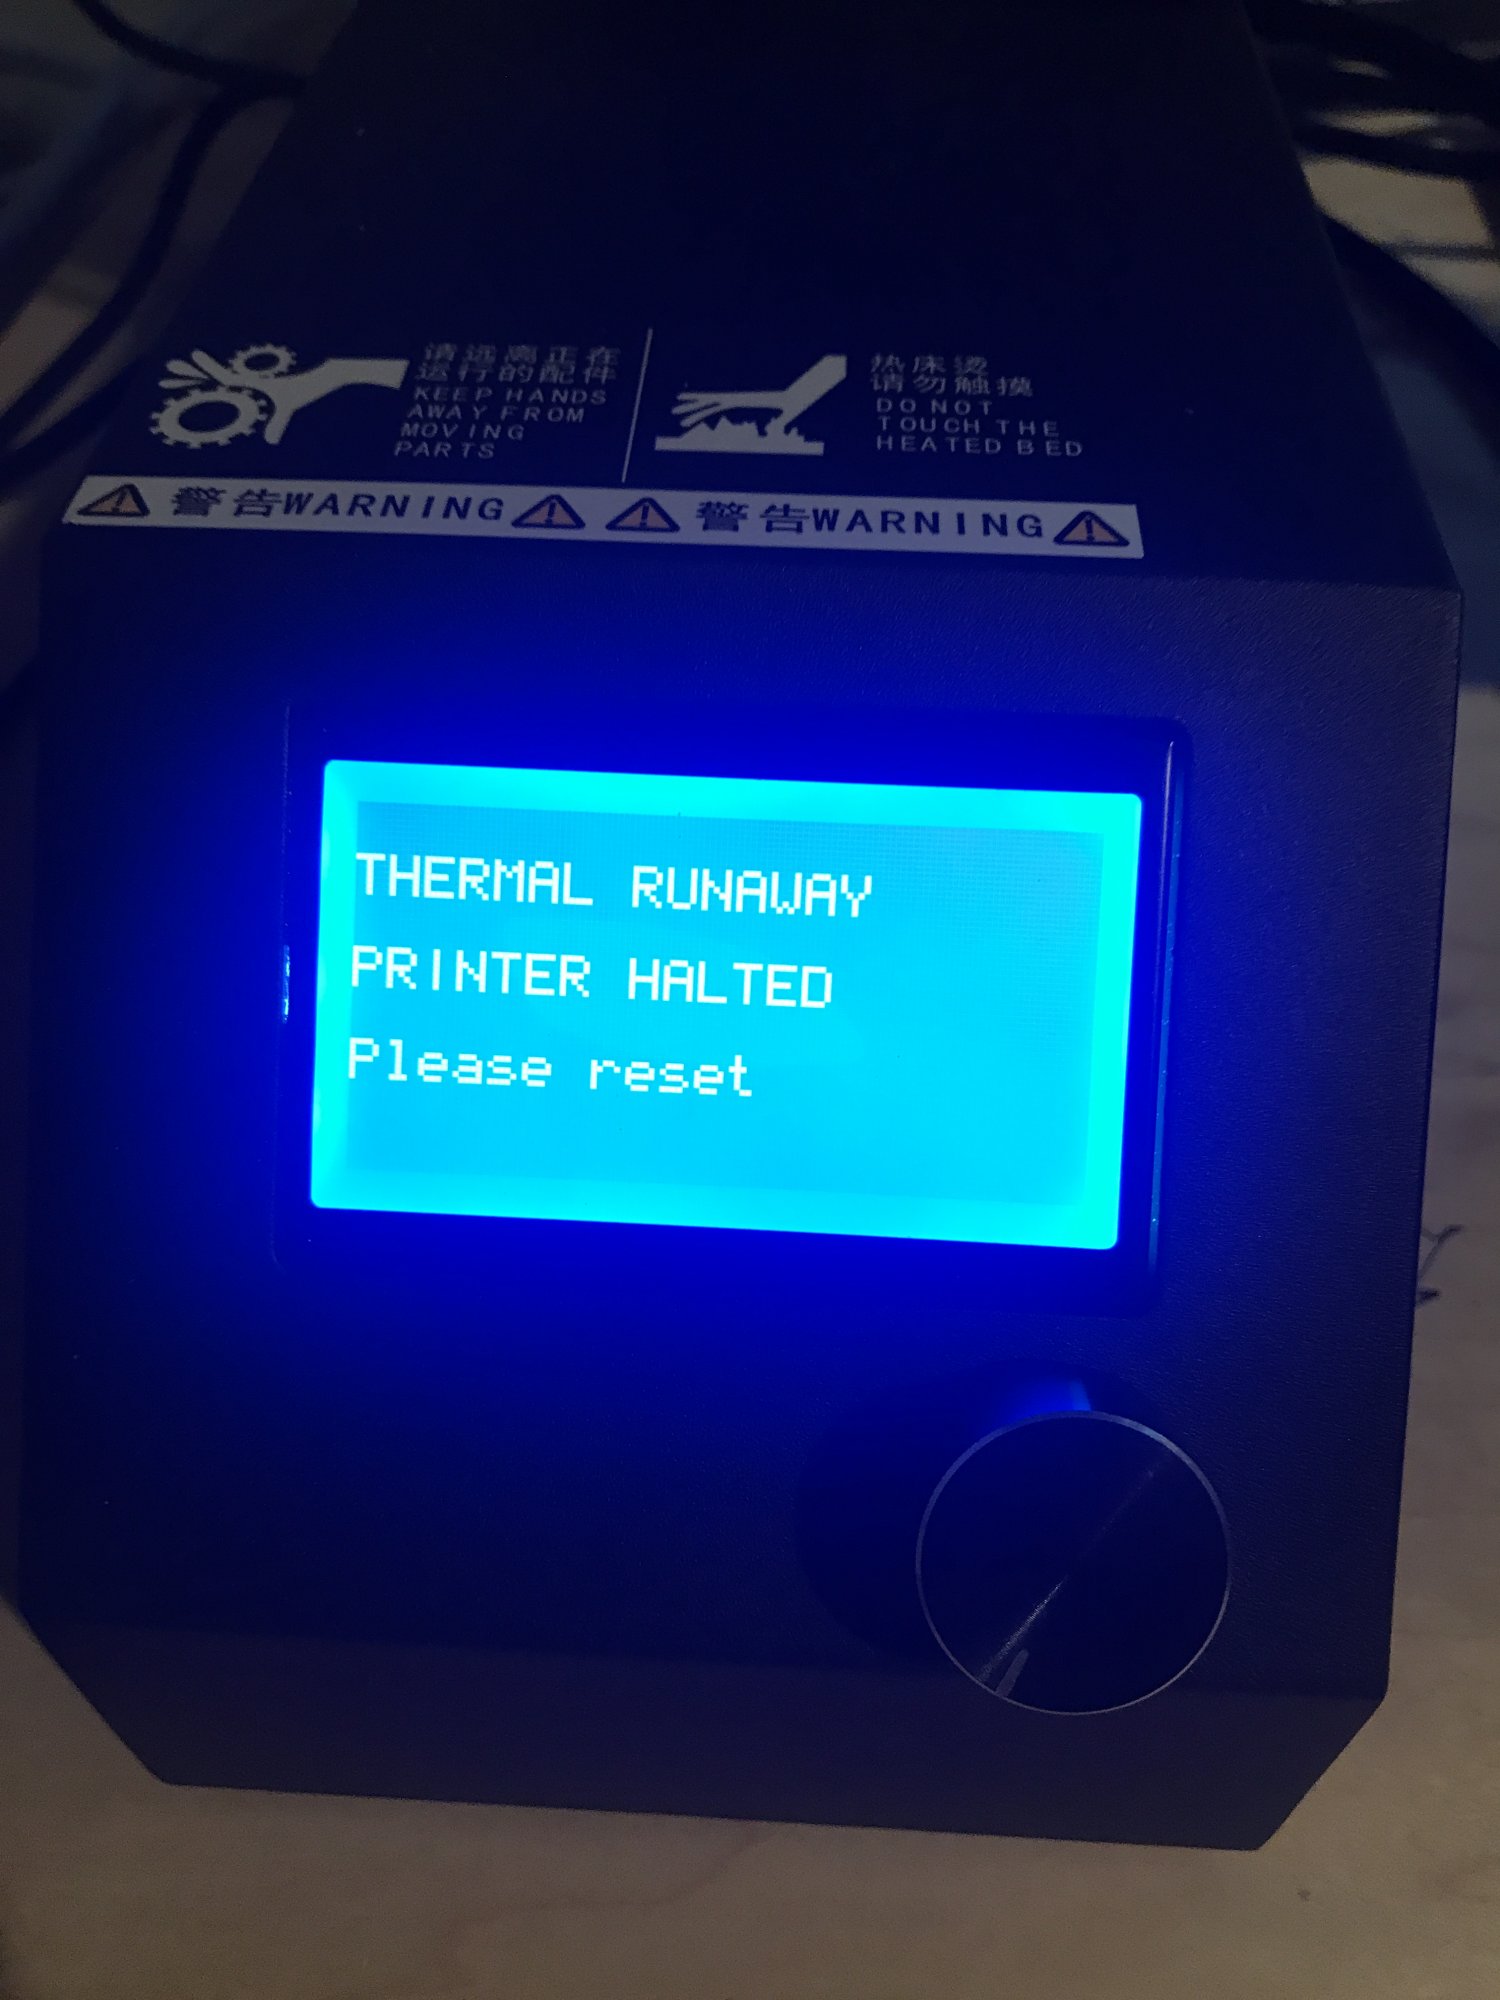 请远离正在
运行的配件
KEEP HANDS
AWAY FROM
MOVING
PARTS
热床烫
请勿触摸
DO NOT
TOUCH THE
HEATED BED
警告WARNING
警告WARNING
THERMAL RUNAWAY
PRINTER HALTED
Please reset